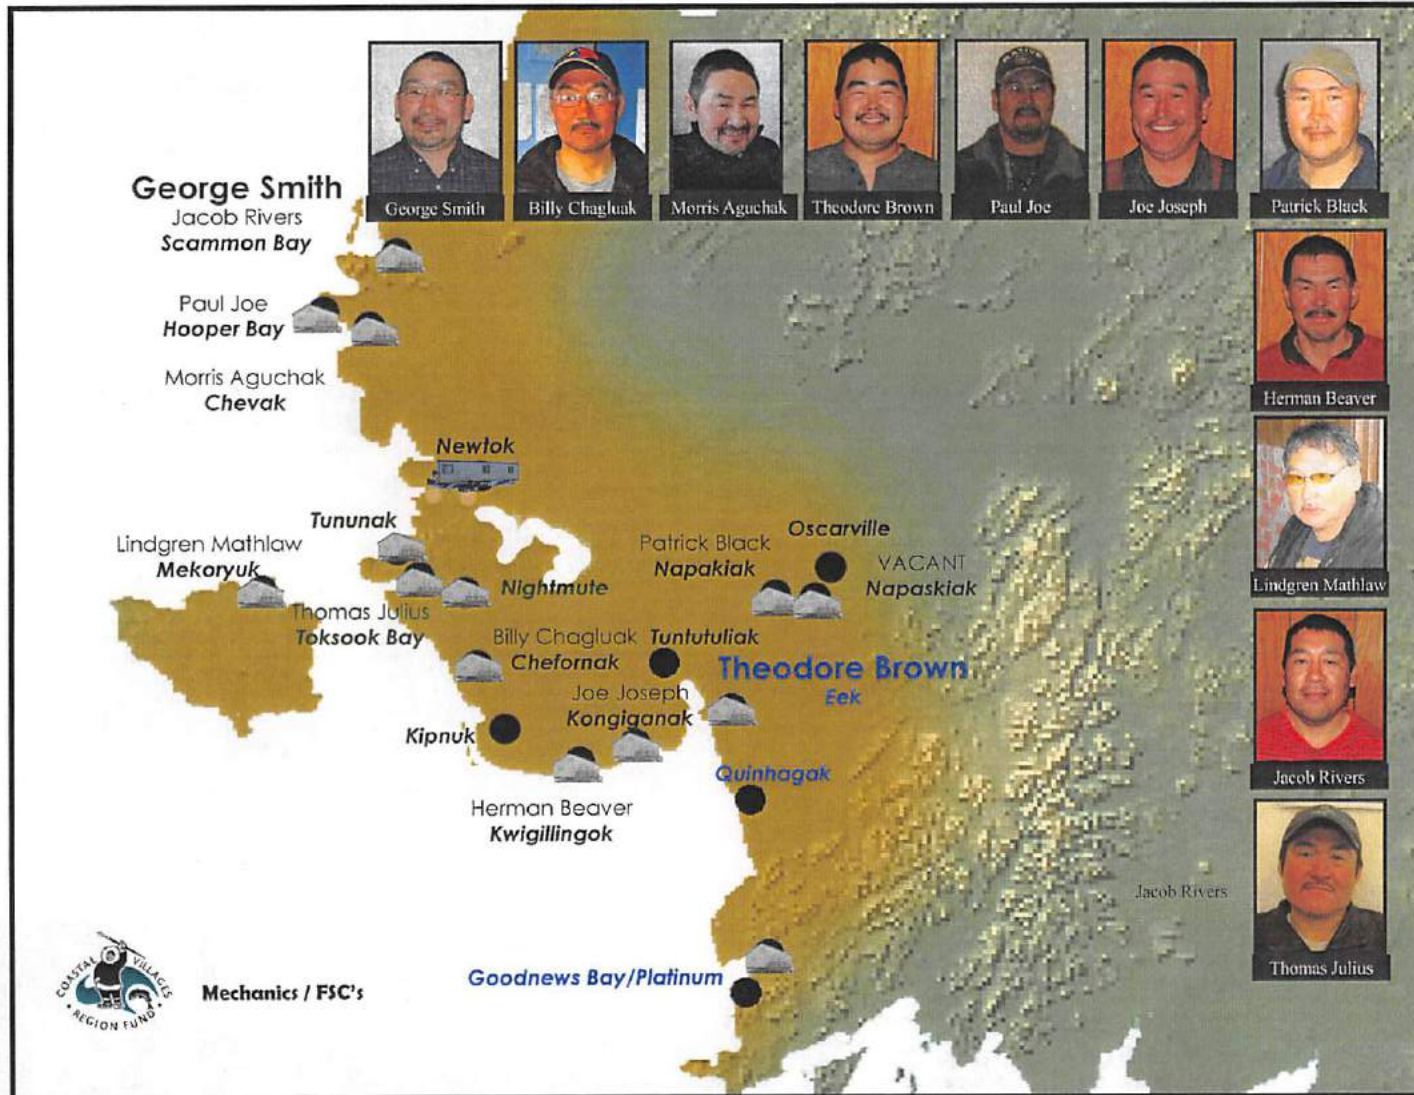 George Smith
Billy Chagluak
Morris Aguchak
Theodore Brown
Paul Joe
Joe Joseph
Patrick Black
George Smith
Jacob Rivers
Scammon Bay
Paul Joe
Hooper Bay
Morris Aguchak
Chevak
Newtok
Tununak
Lindgren Mathlaw
Mekoryuk
Thomas Julius
Toksook Bay
Nightmute
Patrick Black
Napakiak
Oscarville
VACANT
Napaskiak
Billy Chagluak
Chefornak
Tuntutuliak
Theodore Brown
Eek
Joe Joseph
Kongiganak
Kipnuk
Quinhagak
Herman Beaver
Kwigillingok
Goodnews Bay/Platinum
Herman Beaver
Lindgren Mathlaw
Jacob Rivers
Jacob Rivers
Thomas Julius
COASTAL VILLAGES
REGION FUND
Mechanics / FSC's